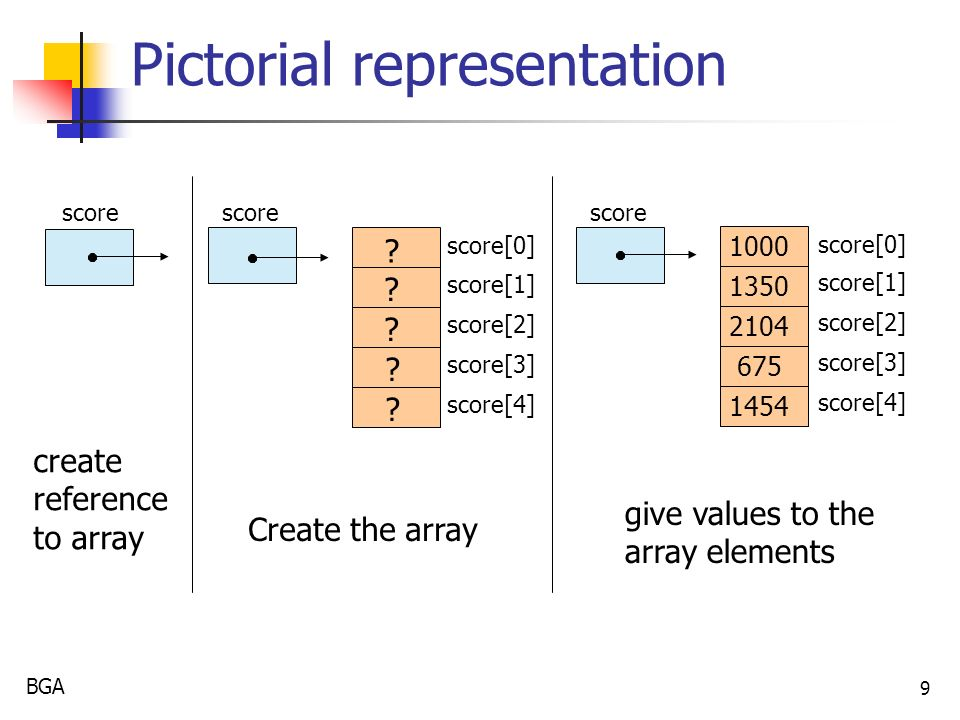 Pictorial representation
score
create
reference
to array
score
?
score[0]
?
score[1]
?
score[2]
?
score[3]
?
score[4]
Create the array
score
1000
score[0]
1350
score[1]
2104
score[2]
675
score[3]
1454
score[4]
give values to the
array elements
BGA
9